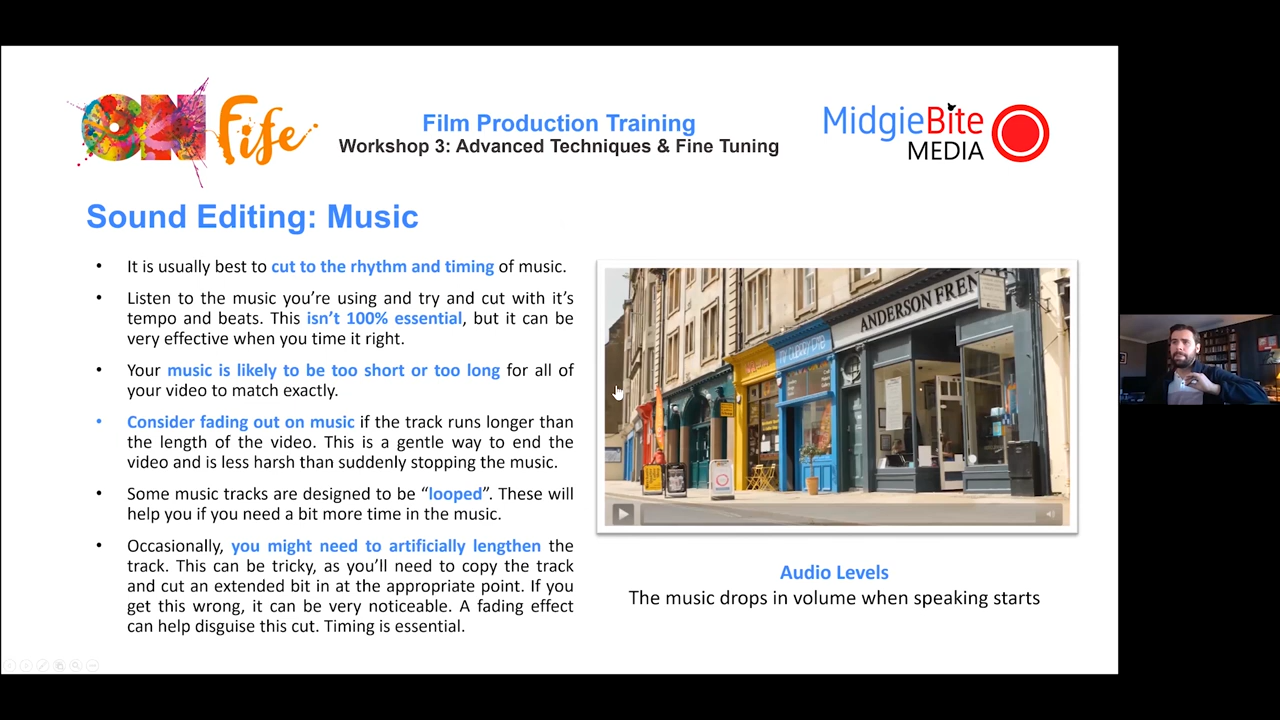 ON Fife
Film Production Training
Workshop 3: Advanced Techniques & Fine Tuning
MidgieBite
MEDIA
Sound Editing: Music
• It is usually best to cut to the rhythm and timing of music.
• Listen to the music you're using and try and cut with it's
tempo and beats. This isn't 100% essential, but it can be
very effective when you time it right.
• Your music is likely to be too short or too long for all of
your video to match exactly.
• Consider fading out on music if the track runs longer than
the length of the video. This is a gentle way to end the
video and is less harsh than suddenly stopping the music.
• Some music tracks are designed to be “looped”. These will
help you if you need a bit more time in the music.
• Occasionally, you might need to artificially lengthen the
track. This can be tricky, as you'll need to copy the track
and cut an extended bit in at the appropriate point. If you
get this wrong, it can be very noticeable. A fading effect
can help disguise this cut. Timing is essential.
ANDERSON FREN
Audio Levels
The music drops in volume when speaking starts